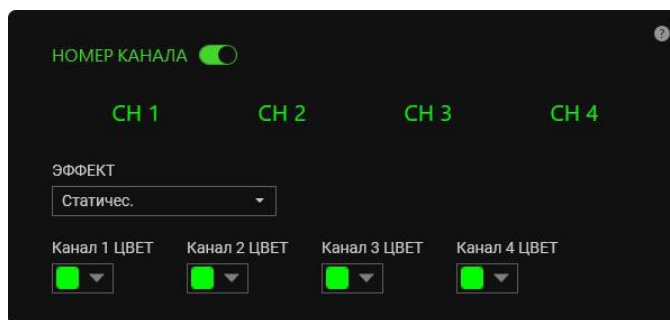 ?
НОМЕР КАНАЛА
CH 1 CH 2 CH 3 CH 4
ЭФФЕКТ
Статичес.
Канал 1 ЦВЕТ Канал 2 ЦВЕТ Канал 3 ЦВЕТ Канал 4 ЦВЕТ